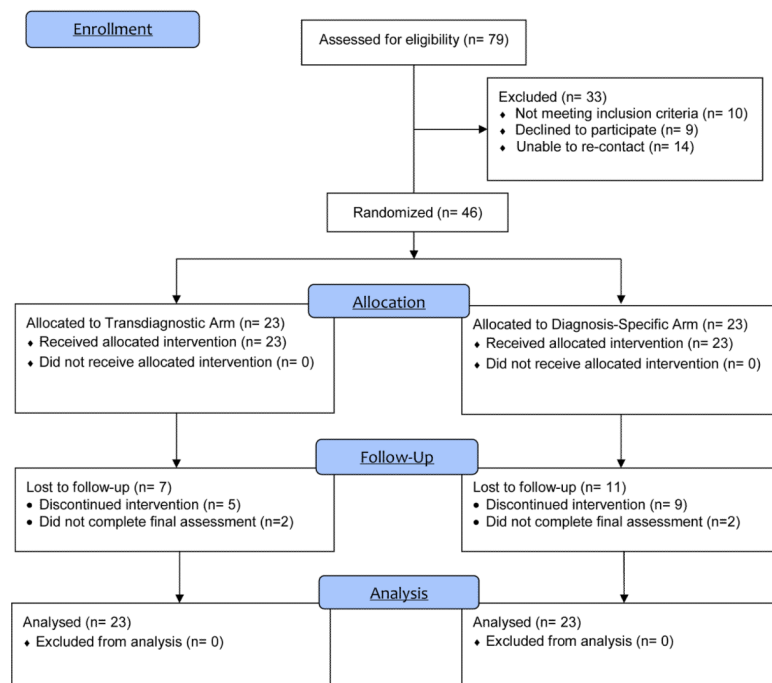 Enrollment
Assessed for eligibility (n= 79)
Excluded (n= 33)
♦ Not meeting inclusion criteria (n= 10)
♦ Declined to participate (n= 9)
♦ Unable to re-contact (n= 14)
Randomized (n= 46)
Allocation
Allocated to Transdiagnostic Arm (n= 23)
♦ Received allocated intervention (n= 23)
♦ Did not receive allocated intervention (n= 0)
Allocated to Diagnosis-Specific Arm (n= 23)
♦ Received allocated intervention (n= 23)
♦ Did not receive allocated intervention (n= 0)
Follow-Up
Lost to follow-up (n= 7)
• Discontinued intervention (n= 5)
• Did not complete final assessment (n=2)
Lost to follow-up (n= 11)
• Discontinued intervention (n= 9)
• Did not complete final assessment (n=2)
Analysis
Analysed (n= 23)
♦ Excluded from analysis (n= 0)
Analysed (n= 23)
♦ Excluded from analysis (n= 0)